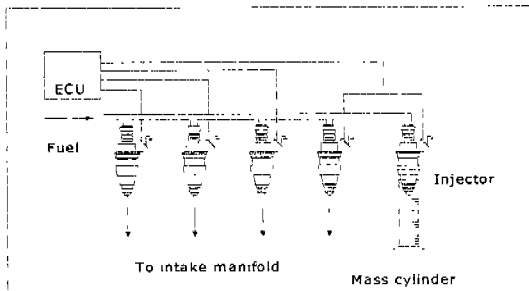 ECU
Fuel
Injector
To intake manifold
Mass cylinder